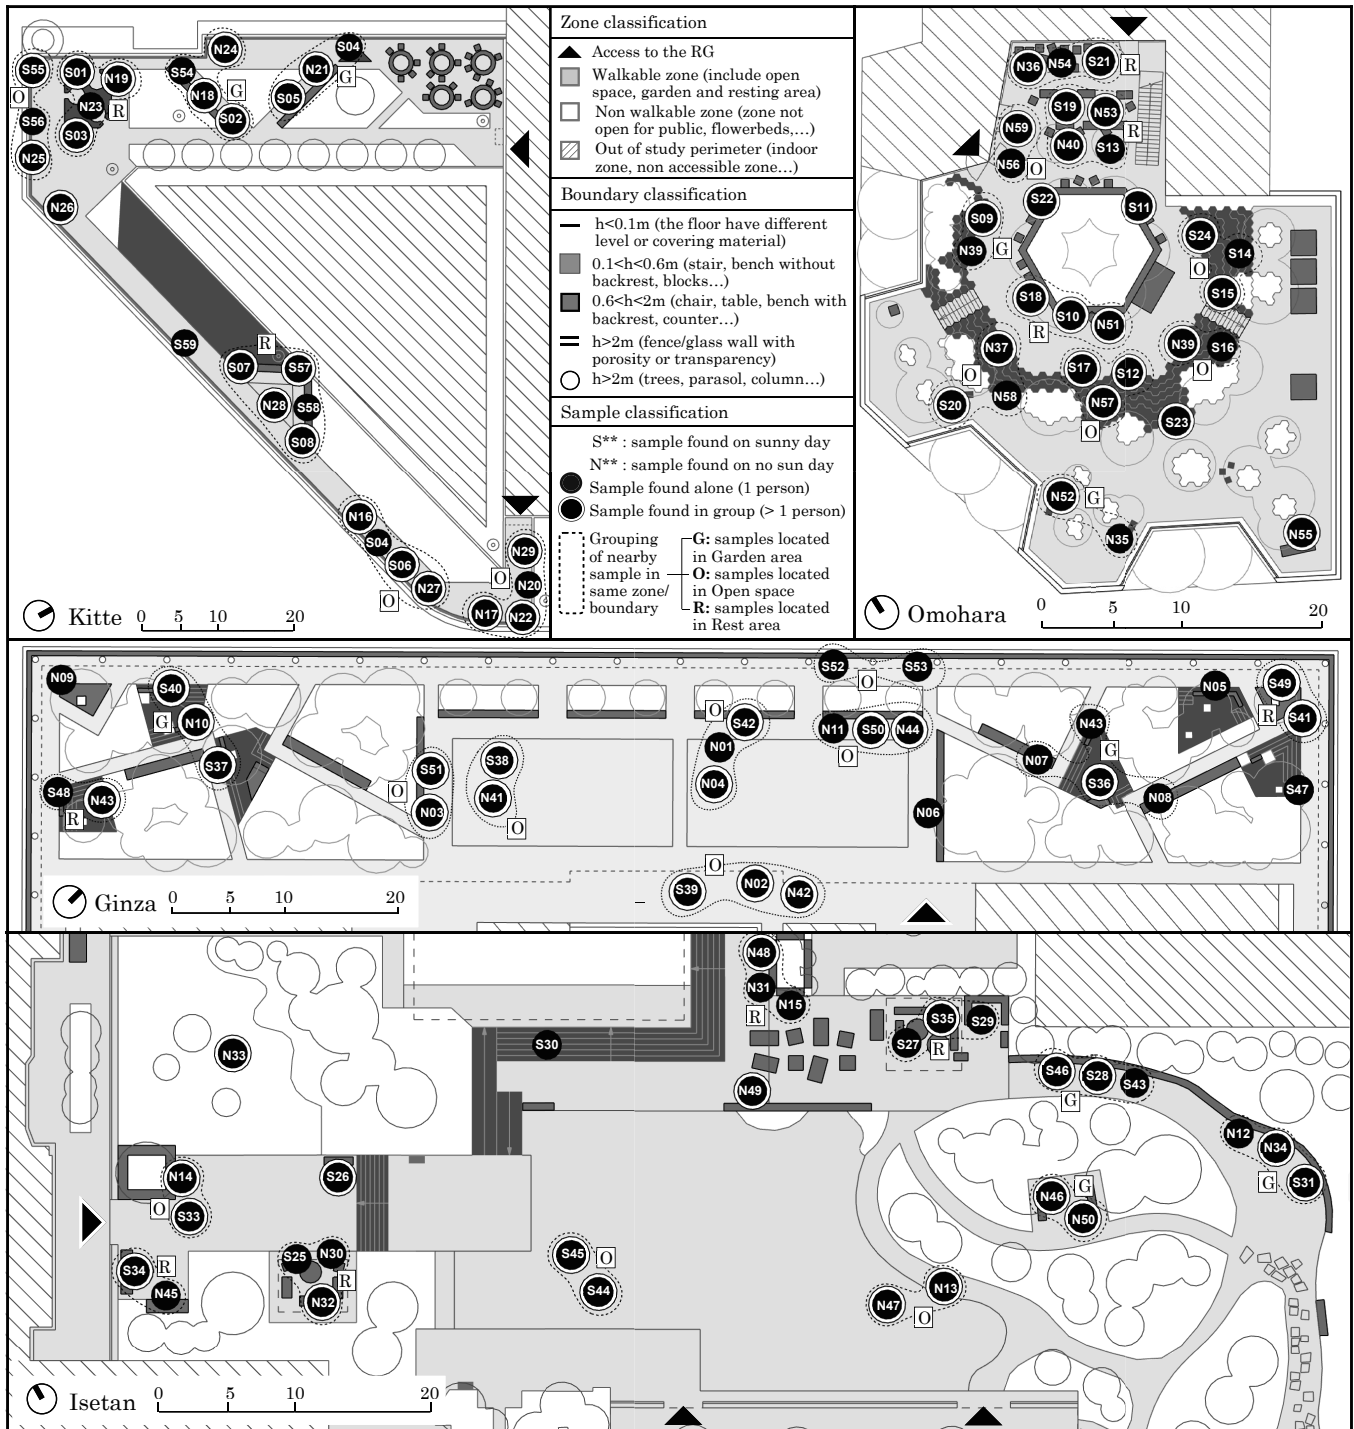 Zone classification
Access to the RG
Walkable zone (include open
space, garden and resting area)
Non walkable zone (zone not
open for public, flowerbeds,...)
Out of study perimeter (indoor
zone, non accessible zone...)
Boundary classification
h<0.1m (the floor have different
level or covering material)
0.1<h<0.6m (stair, bench without
backrest, blocks...)
0.6<h<2m (chair, table, bench with
backrest, counter...)
h>2m (fence/glass wall with
porosity or transparency)
h>2m (trees, parasol, column...)
Sample classification
S** : sample found on sunny day
N** : sample found on no sun day
Sample found alone (1 person)
Sample found in group (> 1 person)
Grouping
of nearby
sample in
same zone/
boundary
G: samples located
in Garden area
O: samples located
in Open space
R: samples located
in Rest area
N24
S04
S55
S01
N19
S54
N21
G
O
N18
G
S05
N23
R
S56
S02
S03
N25
N26
S59
R
S07
S57
N28
S58
S08
N16
S04
S06
N27
O
N29
O
N20
N17
N22
Kitte
0
5
10
20
N36
N54
S21
R
S19
N53
N59
R
N40
S13
N56
O
S22
S11
S09
N39
G
S24
S14
O
S18
S15
S10
N51
R
N37
N39
S16
O
S17
S12
O
N58
S20
N57
S23
O
N52
G
N35
N55
Omohara
0
5
10
20
N09
S40
G
N10
S37
S48
N43
R
S51
O
N03
S38
N41
O
O
S42
N01
N04
S52
S53
O
N11
S50
N44
O
N06
O
S39
N02
N42
N07
N43
G
S36
N08
N05
S49
R
S41
S47
Ginza
0
5
10
20
N48
N31
N15
R
S35
S29
S27
R
S30
N33
N49
S46
S28
S43
G
N12
N34
G
S31
N14
O
S33
S26
N46
G
N50
S34
R
N45
S25
N30
R
N32
S45
O
S44
N47
N13
O
Isetan
0
5
10
20